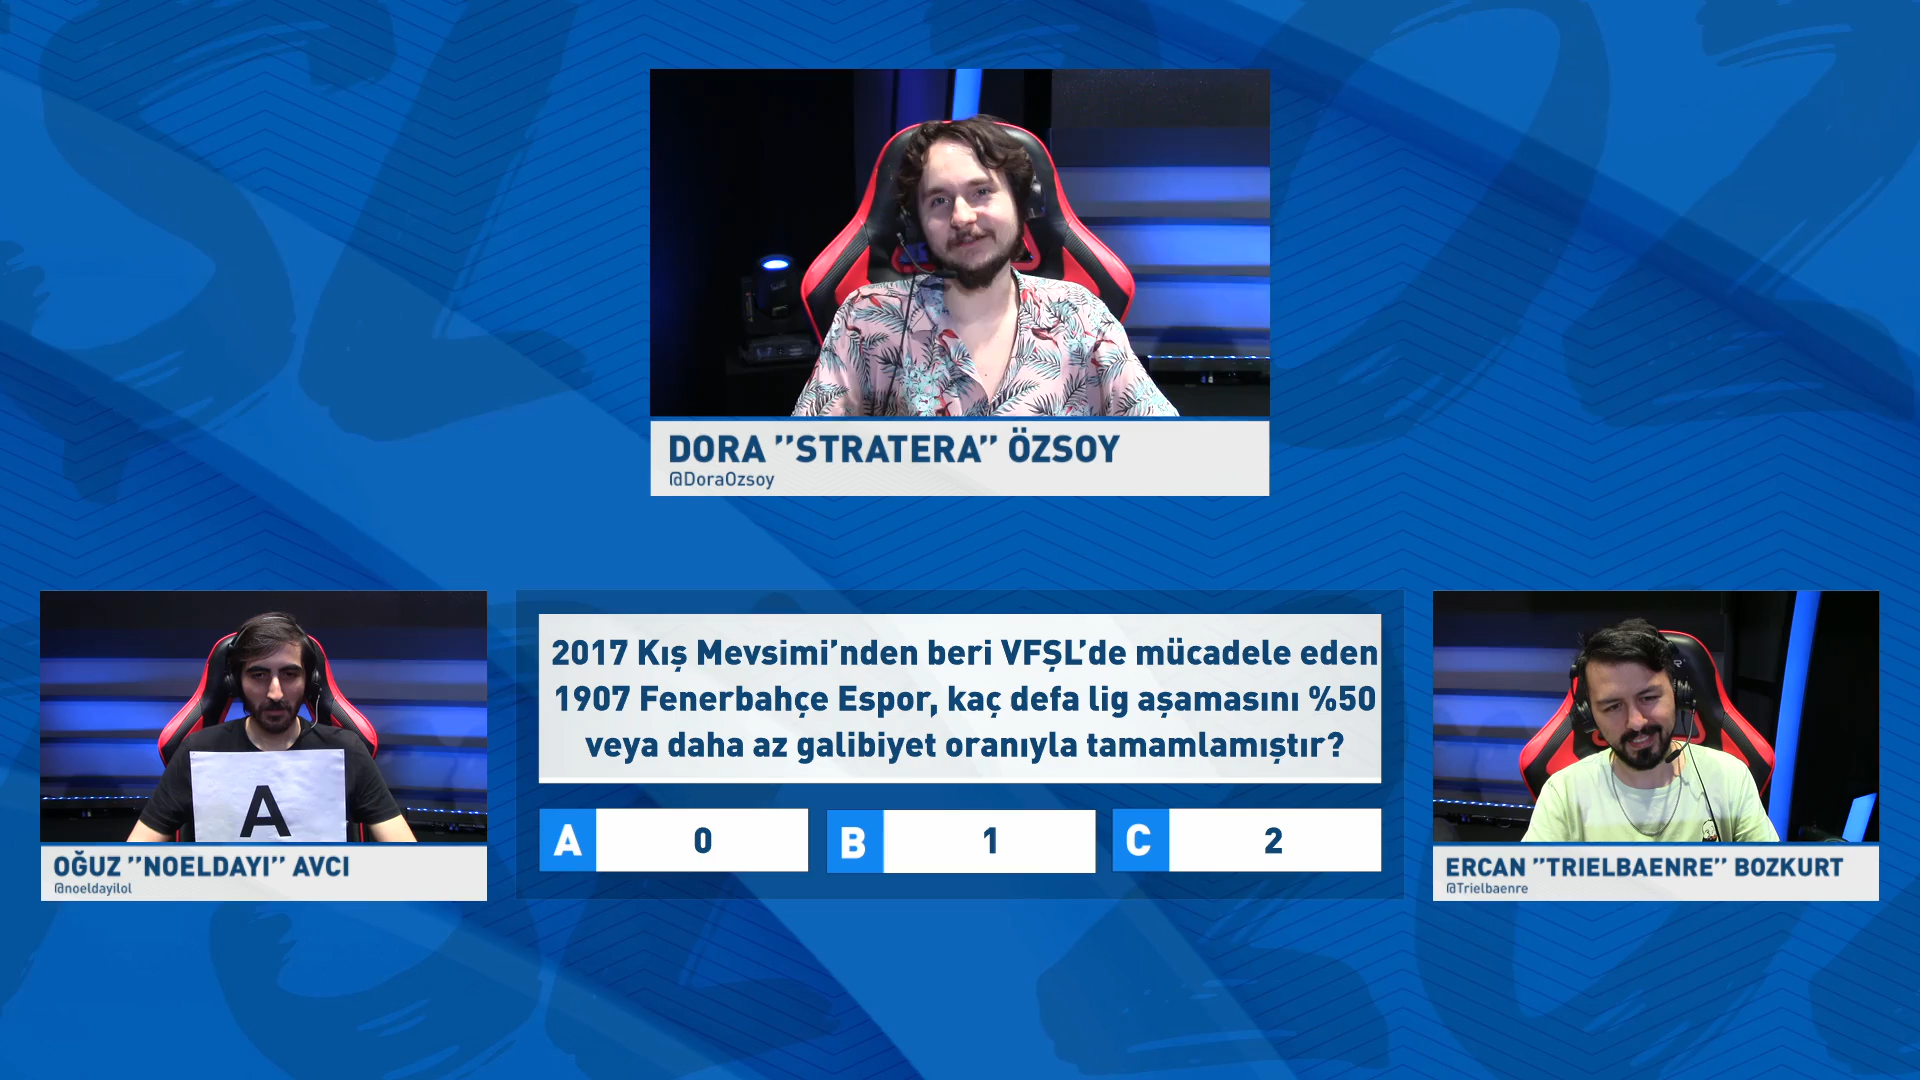 DORA ’’STRATERA’’ ÖZSOY
@DoraOzsoy
2017 Kış Mevsimi’nden beri VFŞL’de mücadele eden
1907 Fenerbahçe Espor, kaç defa lig aşamasını %50
veya daha az galibiyet oranıyla tamamlamıştır?
A 0
B 1
C 2
A
OĞUZ ’’NOELDAYI’’ AVCI
@noeldayilol
ERCAN ’’TRIELBAENRE’’ BOZKURT
@Trielbaenre